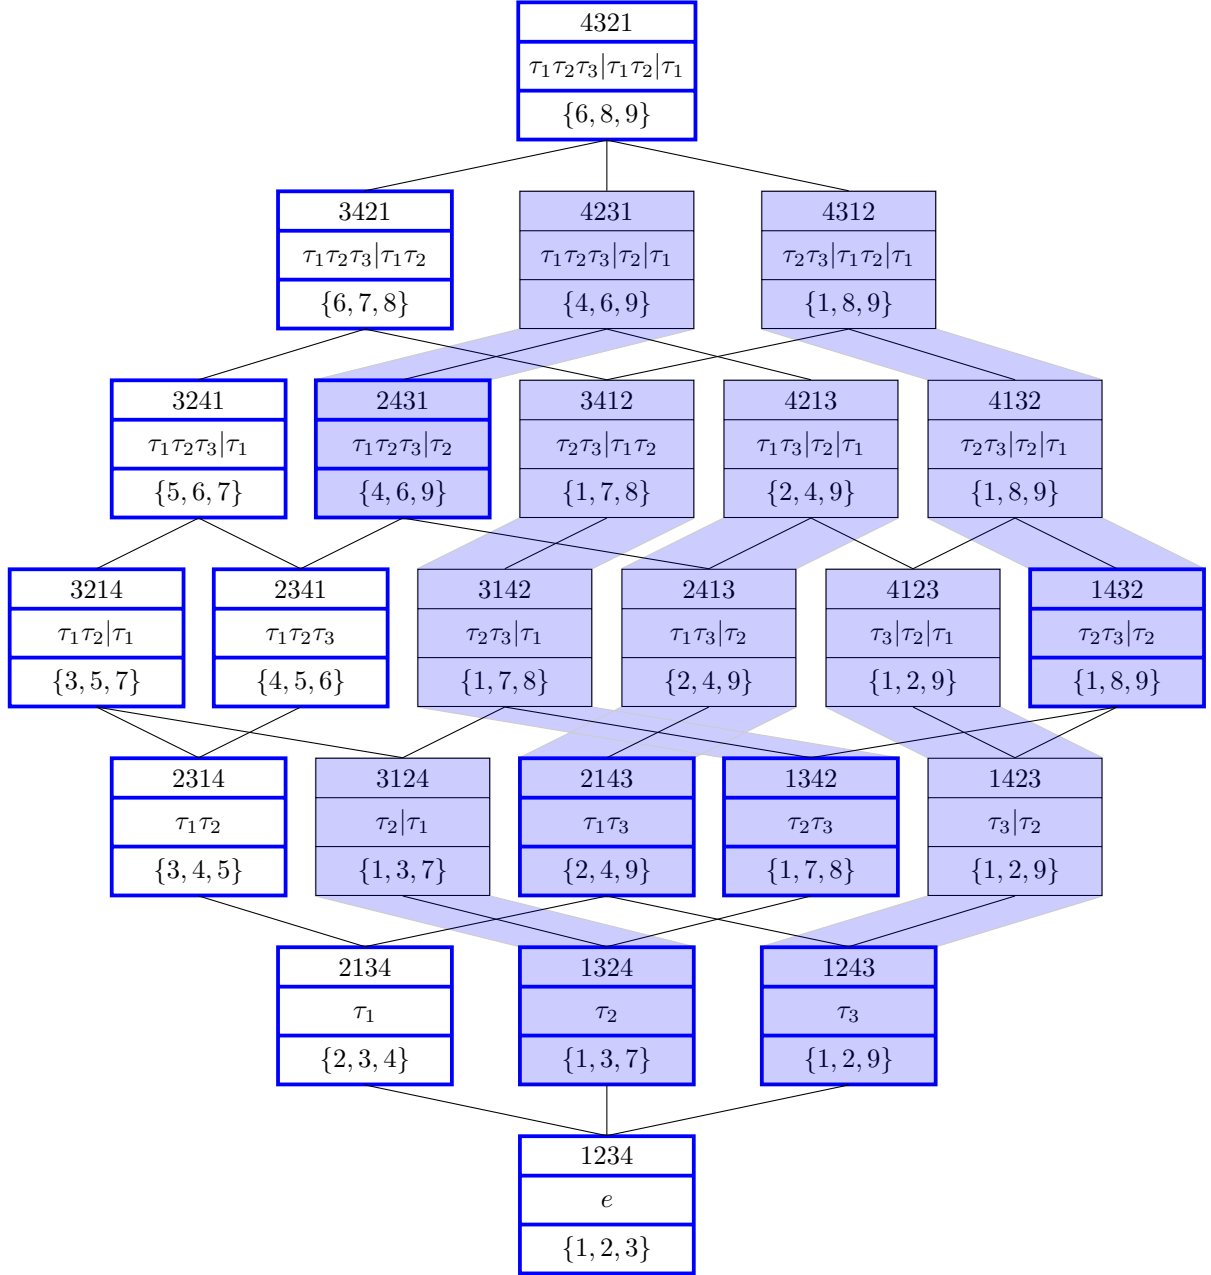 4321
τ₁τ₂τ₃|τ₁τ₂|τ₁
{6, 8, 9}
3421
τ₁τ₂τ₃|τ₁τ₂
{6, 7, 8}
4231
τ₁τ₂τ₃|τ₂|τ₁
{4, 6, 9}
4312
τ₂τ₃|τ₁τ₂|τ₁
{1, 8, 9}
3241
τ₁τ₂τ₃|τ₁
{5, 6, 7}
2431
τ₁τ₂τ₃|τ₂
{4, 6, 9}
3412
τ₂τ₃|τ₁τ₂
{1, 7, 8}
4213
τ₁τ₃|τ₂|τ₁
{2, 4, 9}
4132
τ₂τ₃|τ₂|τ₁
{1, 8, 9}
3214
τ₁τ₂|τ₁
{3, 5, 7}
2341
τ₁τ₂τ₃
{4, 5, 6}
3142
τ₂τ₃|τ₁
{1, 7, 8}
2413
τ₁τ₃|τ₂
{2, 4, 9}
4123
τ₃|τ₂|τ₁
{1, 2, 9}
1432
τ₂τ₃|τ₂
{1, 8, 9}
2314
τ₁τ₂
{3, 4, 5}
3124
τ₂|τ₁
{1, 3, 7}
2143
τ₁τ₃
{2, 4, 9}
1342
τ₂τ₃
{1, 7, 8}
1423
τ₃|τ₂
{1, 2, 9}
2134
τ₁
{2, 3, 4}
1324
τ₂
{1, 3, 7}
1243
τ₃
{1, 2, 9}
1234
e
{1, 2, 3}